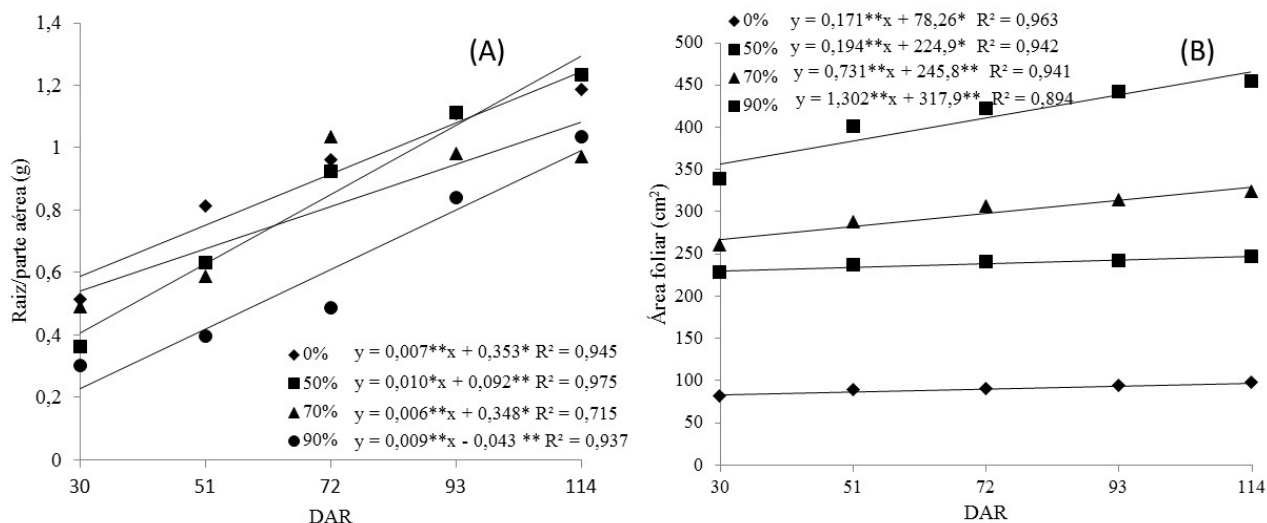 (A)
Raiz/parte aérea (g)
1,4
1,2
1
0,8
0,6
0,4
0,2
0
0% y = 0,007**x + 0,353* R² = 0,945
50% y = 0,010*x + 0,092** R² = 0,975
70% y = 0,006**x + 0,348* R² = 0,715
90% y = 0,009**x - 0,043 ** R² = 0,937
30 51 72 93 114
DAR
0% y = 0,171**x + 78,26* R² = 0,963
50% y = 0,194**x + 224,9* R² = 0,942
70% y = 0,731**x + 245,8** R² = 0,941
90% y = 1,302**x + 317,9** R² = 0,894
(B)
Área foliar (cm²)
500
450
400
350
300
250
200
150
100
50
0
30 51 72 93 114
DAR